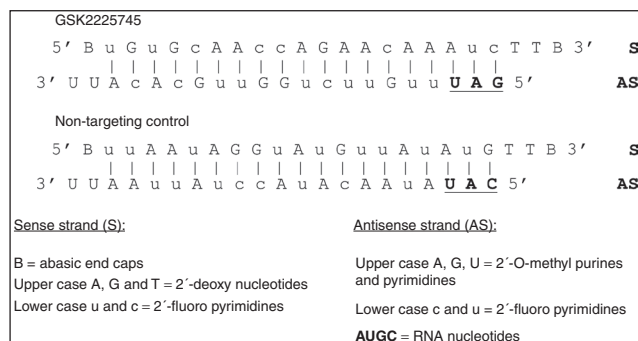 GSK2225745
5′ B u G u G c A A c c A G A A c A A A u c T T B 3′ S
3′ U U A c A c G u u G G u c u u G u u U A G 5′ AS
Non-targeting control
5′ B u u A A u A G G u A u G u u A u A u G T T B 3′ S
3′ U U A A u u A u c c A u A c A A u A U A C 5′ AS
Sense strand (S):
B = abasic end caps
Upper case A, G and T = 2′-deoxy nucleotides
Lower case u and c = 2′-fluoro pyrimidines
Antisense strand (AS):
Upper case A, G, U = 2′-O-methyl purines
and pyrimidines
Lower case c and u = 2′-fluoro pyrimidines
AUGC = RNA nucleotides